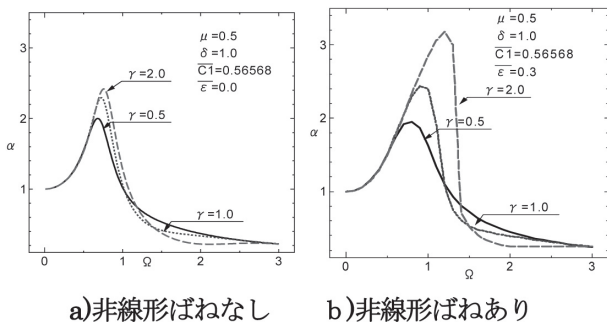 μ=0.5
δ=1.0
C1=0.56568
ε=0.0
γ=2.0
γ=0.5
γ=1.0
α
3
2
1
0
1
2
3
Ω
a)非線形ばねなし
μ=0.5
δ=1.0
C1=0.56568
ε=0.3
γ=2.0
γ=0.5
γ=1.0
α
3
2
1
0
1
2
3
Ω
b)非線形ばねあり